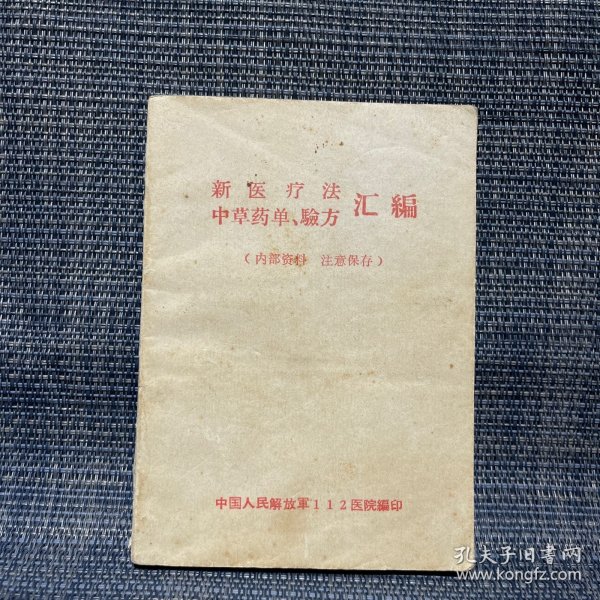 新医疗法
中草药单、驗方 汇編
（内部资料 注意保存）
中国人民解放軍112医院編印
孔夫子旧书网
www.kongfz.com